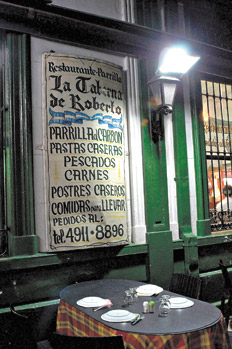 Restaurante-Parrilla
La Taberna
de Roberto
PARRILLA al CARBON
PASTAS CASERAS
PESCADOS
CARNES
POSTRES CASEROS
COMIDAS para LLEVAR
PEDIDOS AL:
tel. 4911·8896